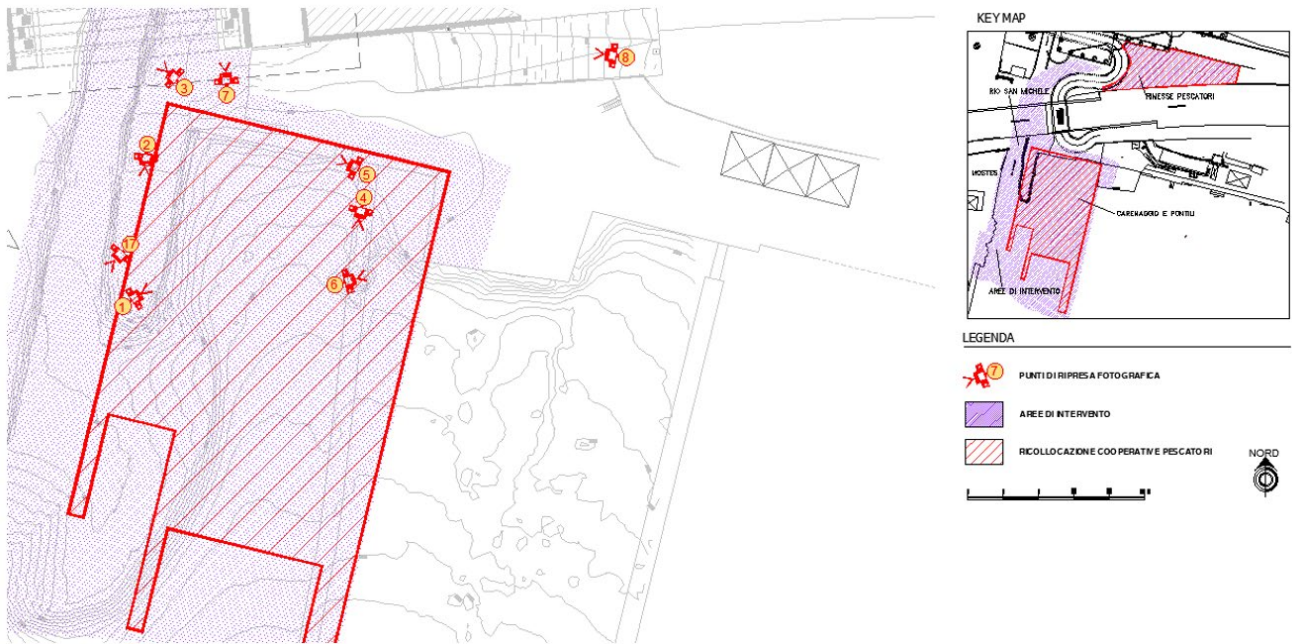 3
7
8
2
5
4
17
6
1
KEY MAP
RIO SAN MICHELE
RIMESSE PESCATORI
CARENAGGIO E PONTILI
AREE DI INTERVENTO
LEGENDA
7
PUNTI DI RIPRESA FOTOGRAFICA
AREE DI INTERVENTO
RICOLLOCAZIONE COOPERATIVE PESCATORI
NORD